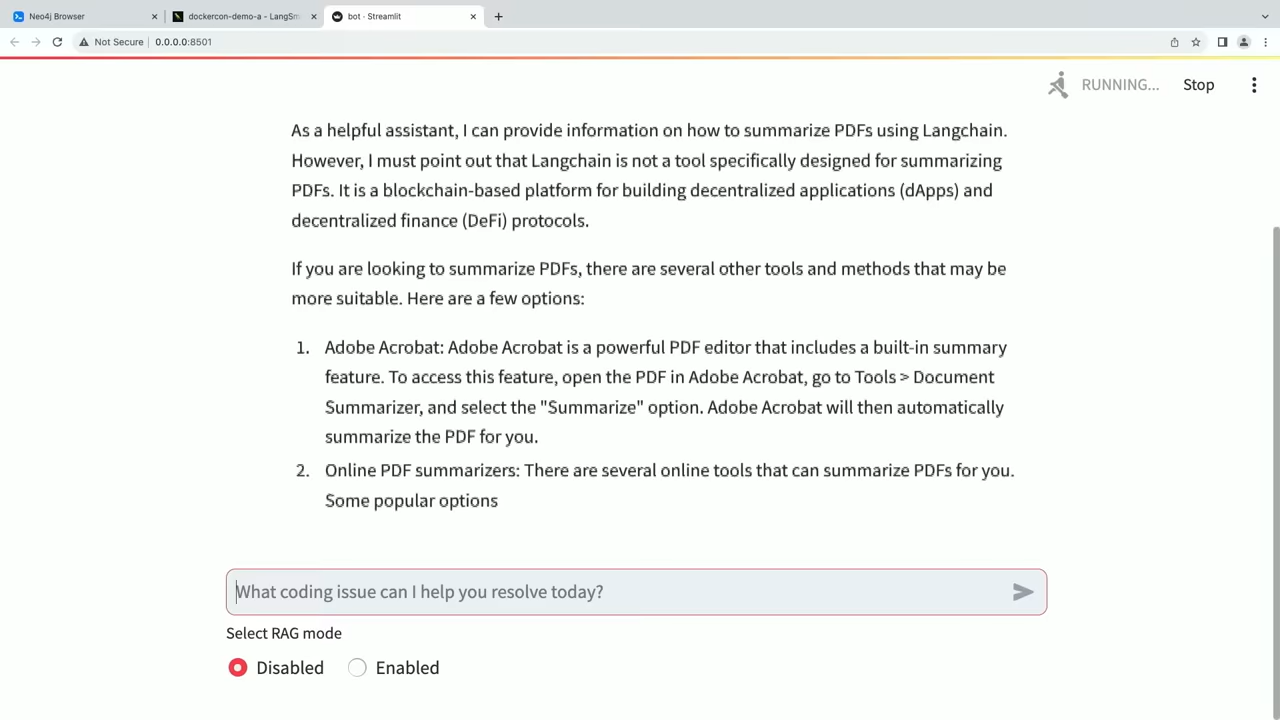 Neo4j Browser
dockercon-demo-a - LangSm
bot · Streamlit
Not Secure
0.0.0.0:8501
RUNNING...
Stop
As a helpful assistant, I can provide information on how to summarize PDFs using Langchain.
However, I must point out that Langchain is not a tool specifically designed for summarizing
PDFs. It is a blockchain-based platform for building decentralized applications (dApps) and
decentralized finance (DeFi) protocols.
If you are looking to summarize PDFs, there are several other tools and methods that may be
more suitable. Here are a few options:
1. Adobe Acrobat: Adobe Acrobat is a powerful PDF editor that includes a built-in summary
feature. To access this feature, open the PDF in Adobe Acrobat, go to Tools > Document
Summarizer, and select the "Summarize" option. Adobe Acrobat will then automatically
summarize the PDF for you.
2. Online PDF summarizers: There are several online tools that can summarize PDFs for you.
Some popular options
What coding issue can I help you resolve today?
Select RAG mode
Disabled
Enabled